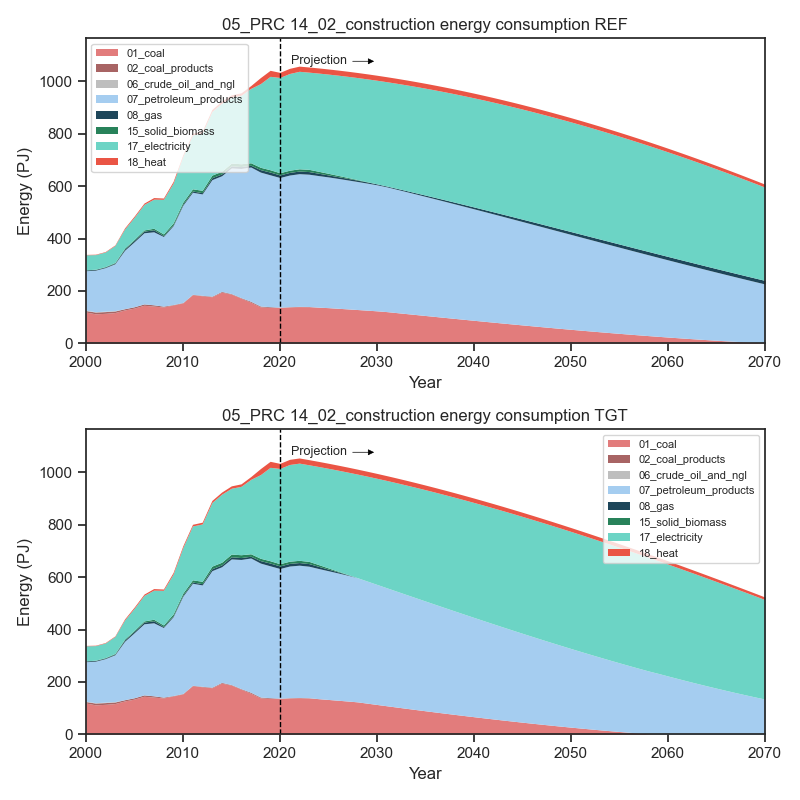 05_PRC 14_02_construction energy consumption REF
01_coal
02_coal_products
06_crude_oil_and_ngl
07_petroleum_products
08_gas
15_solid_biomass
17_electricity
18_heat
Projection
Energy (PJ)
1000
800
600
400
200
0
2000 2010 2020 2030 2040 2050 2060 2070
Year
05_PRC 14_02_construction energy consumption TGT
Projection
01_coal
02_coal_products
06_crude_oil_and_ngl
07_petroleum_products
08_gas
15_solid_biomass
17_electricity
18_heat
Energy (PJ)
1000
800
600
400
200
0
2000 2010 2020 2030 2040 2050 2060 2070
Year